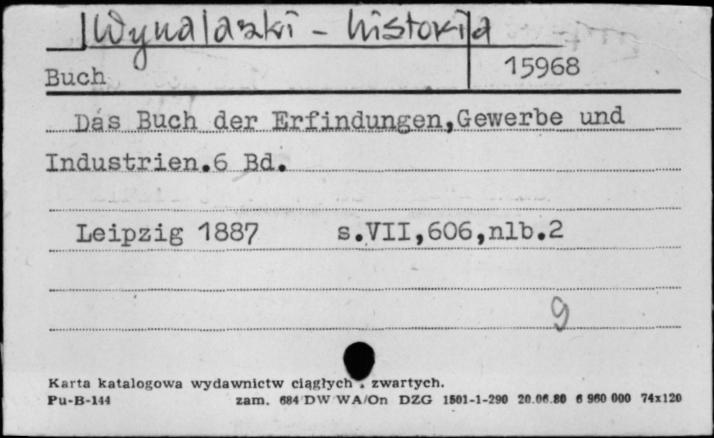 Wynalazki - historia
15968
Buch
Das Buch der Erfindungen,Gewerbe und
Industrien.6 Bd.
Leipzig 1887 s.VII,606,nlb.2
9
Karta katalogowa wydawnictw ciągłych . zwartych.
Pu-B-144 zam. 684 DW WA/On DZG 1501-1-290 20.06.80 6 960 000 74x120